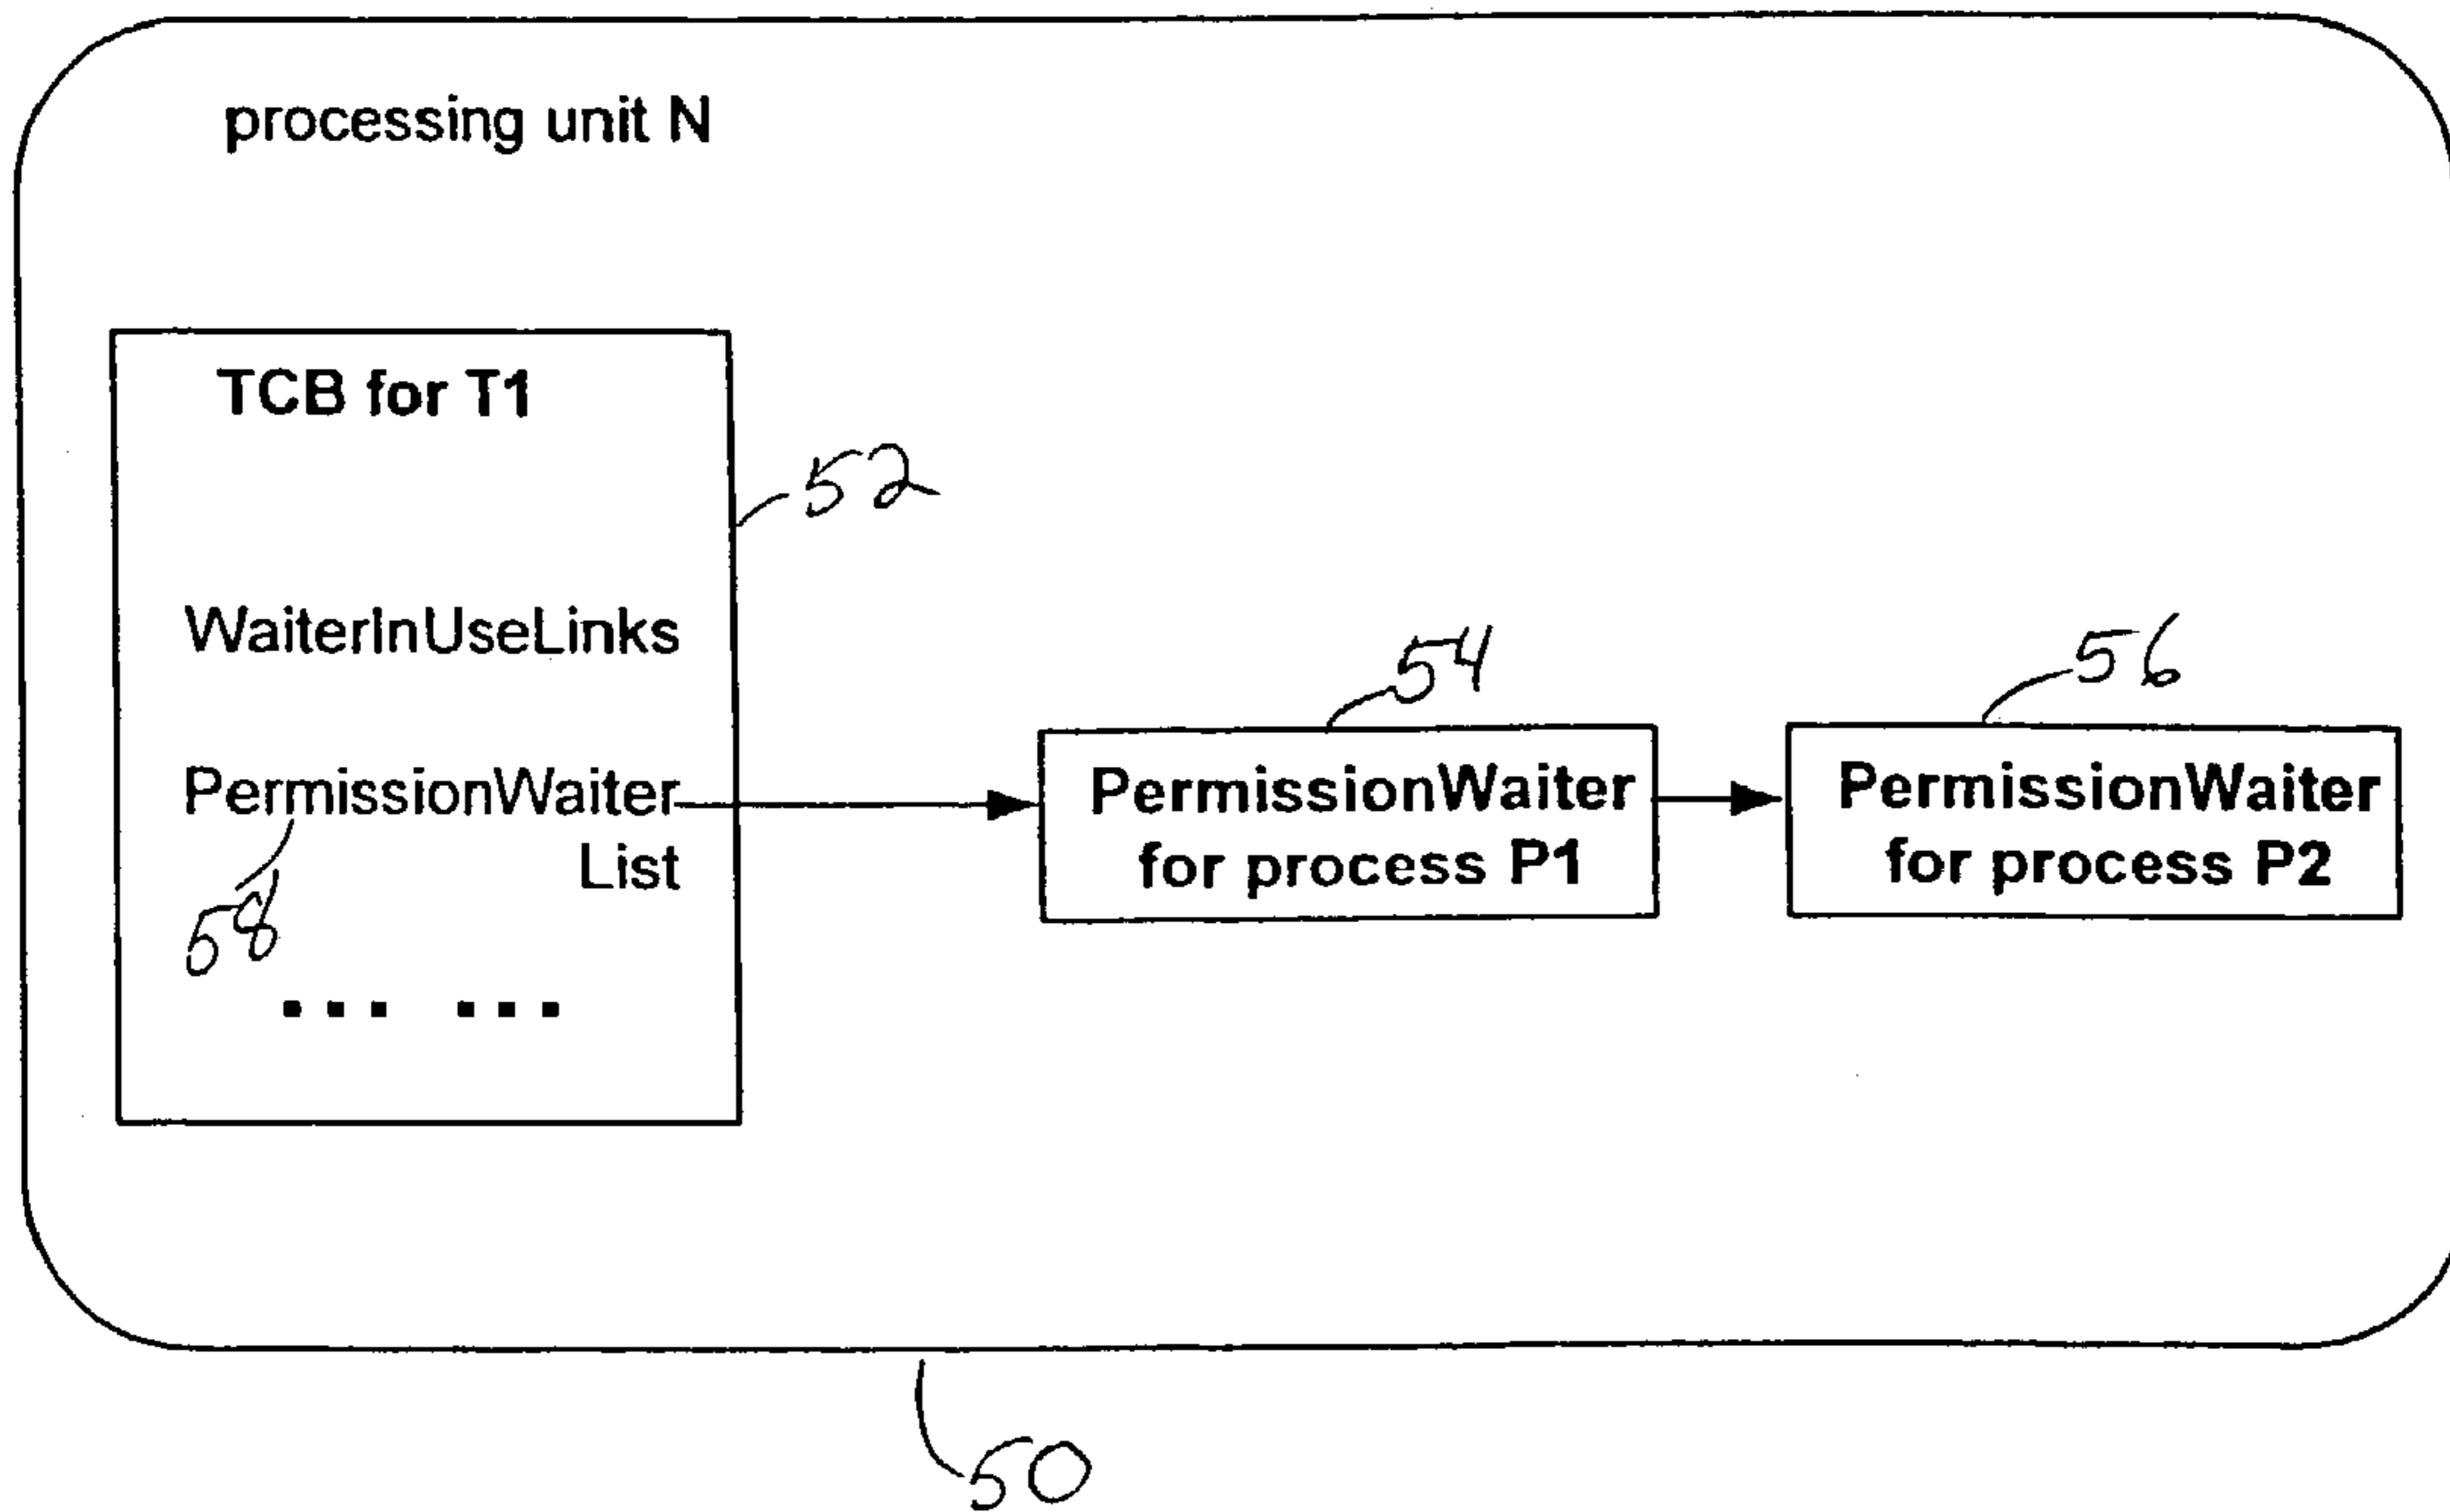 processing unit N
TCB for T1
52
WaiterInUseLinks
54
56
PermissionWaiter
List
58
... ...
PermissionWaiter
for process P1
PermissionWaiter
for process P2
50